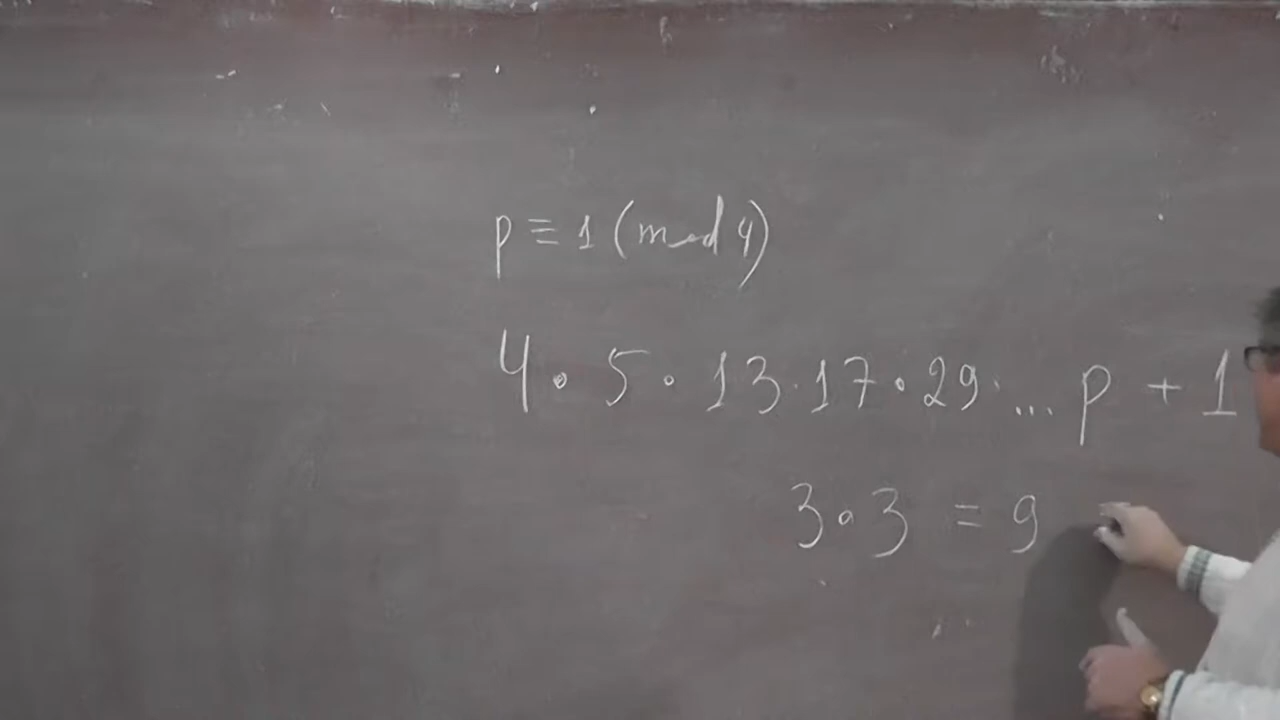 p ≡ 1 (mod 4)
4 · 5 · 13 · 17 · 29 · ... p + 1
3 · 3 = 9